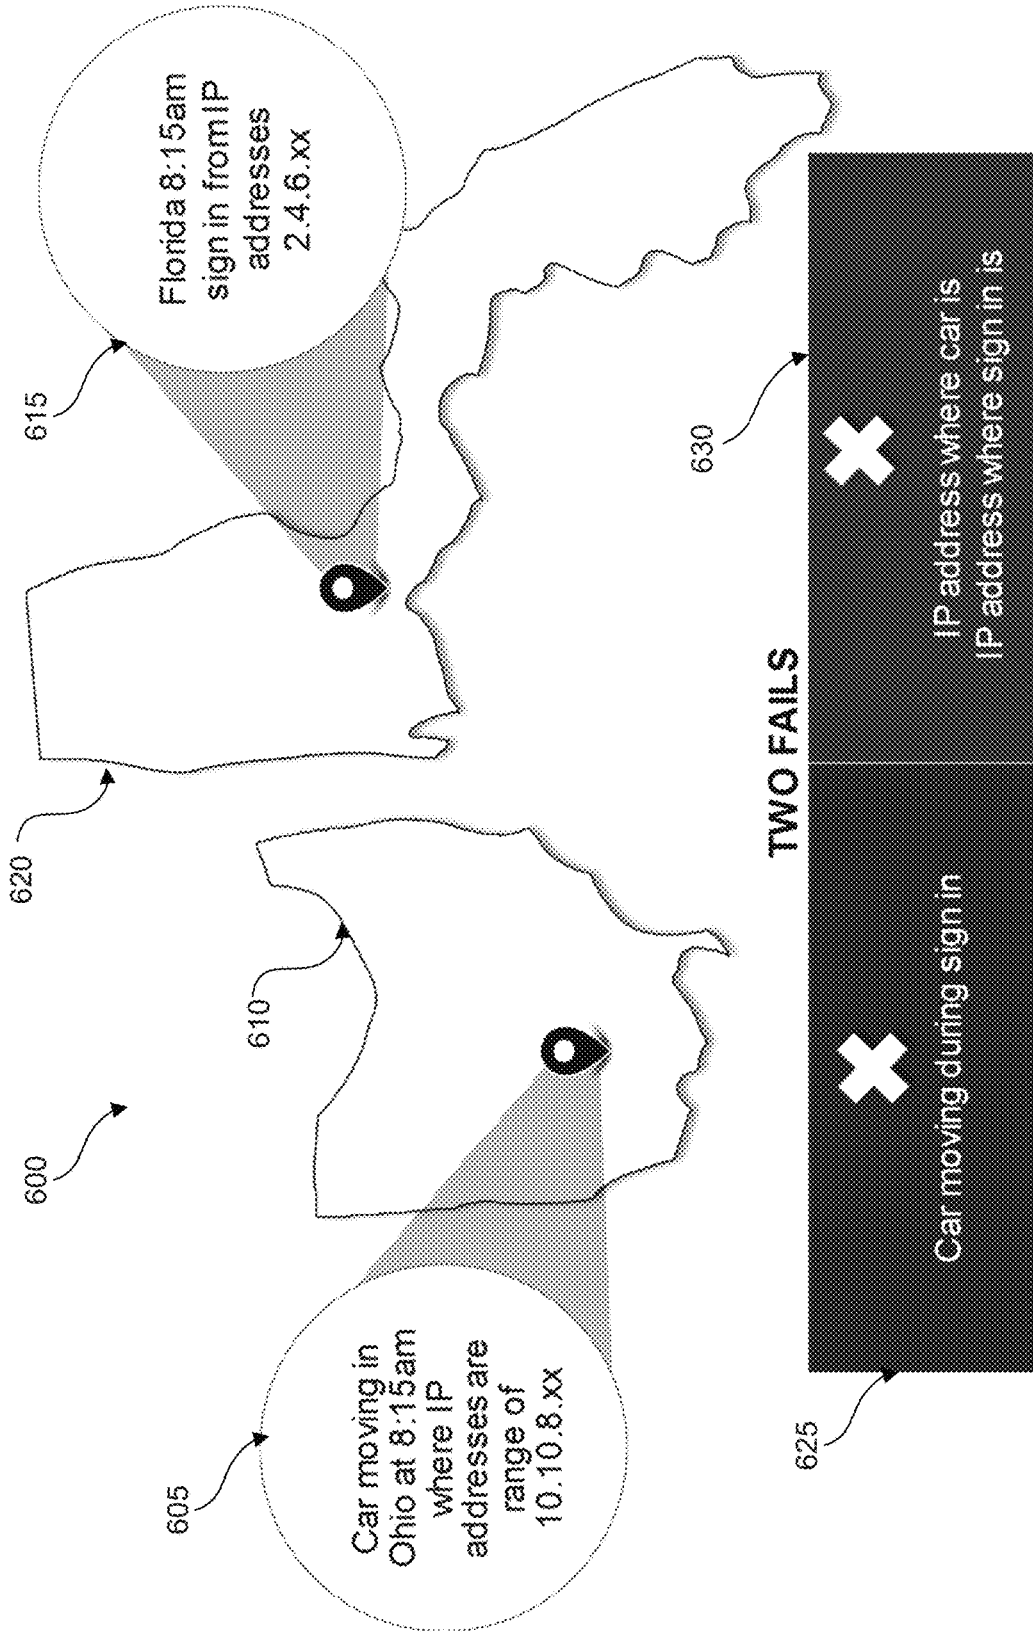 600
605
Car moving in
Ohio at 8:15am
where IP
addresses are
range of
10.10.8.xx
610
620
615
Florida 8:15am
sign in from IP
addresses
2.4.6.xx
TWO FAILS
625
Car moving during sign in
630
IP address where car is
IP address where sign in is